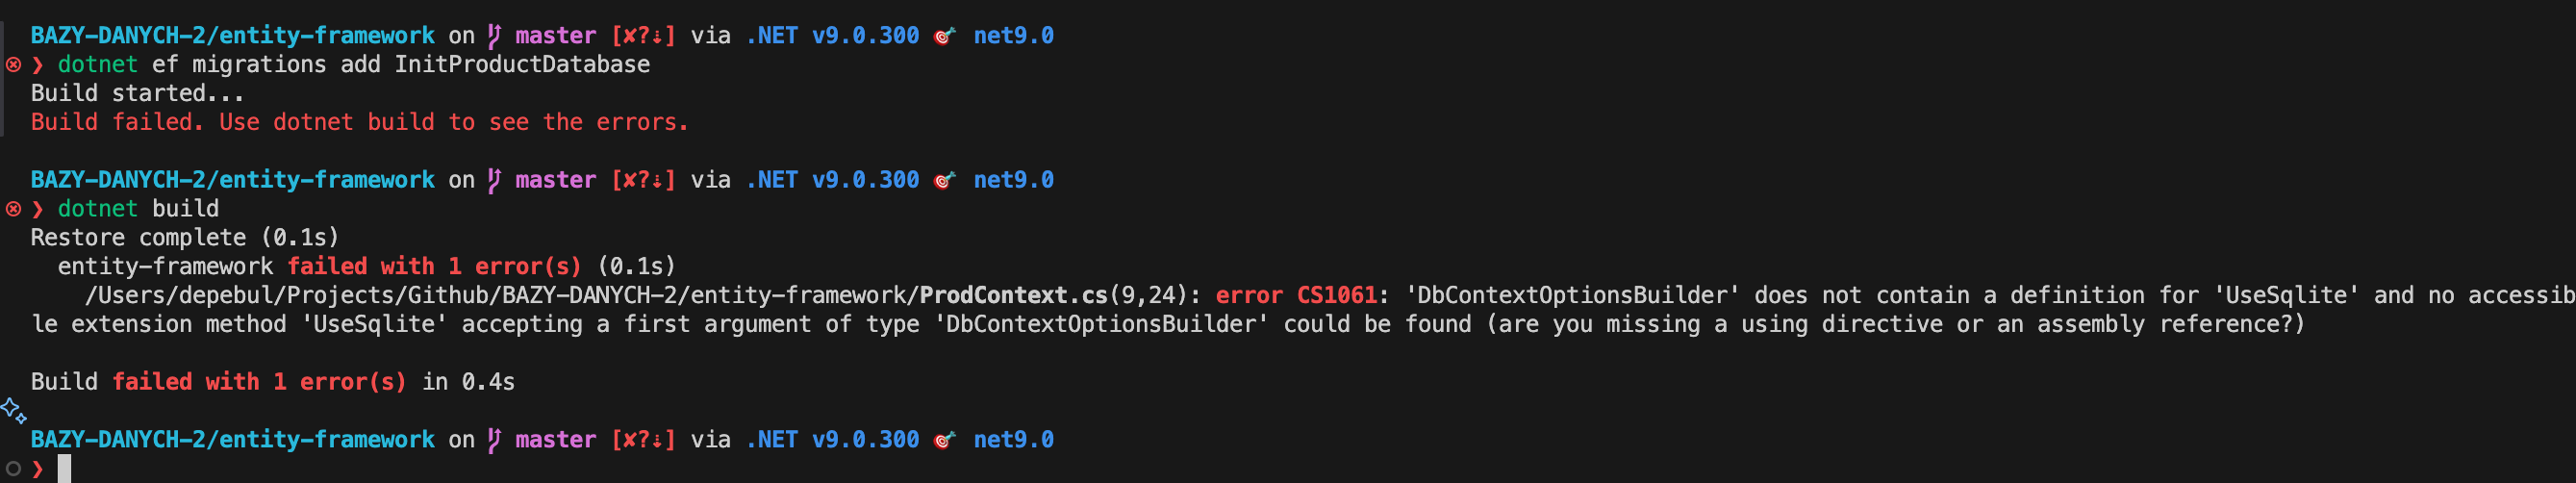 BAZY-DANYCH-2/entity-framework on master [✘?⇣] via .NET v9.0.300 🎯 net9.0
❯ dotnet ef migrations add InitProductDatabase
Build started...
Build failed. Use dotnet build to see the errors.
BAZY-DANYCH-2/entity-framework on master [✘?⇣] via .NET v9.0.300 🎯 net9.0
❯ dotnet build
Restore complete (0.1s)
entity-framework failed with 1 error(s) (0.1s)
/Users/depebul/Projects/Github/BAZY-DANYCH-2/entity-framework/ProdContext.cs(9,24): error CS1061: 'DbContextOptionsBuilder' does not contain a definition for 'UseSqlite' and no accessib
le extension method 'UseSqlite' accepting a first argument of type 'DbContextOptionsBuilder' could be found (are you missing a using directive or an assembly reference?)
Build failed with 1 error(s) in 0.4s
BAZY-DANYCH-2/entity-framework on master [✘?⇣] via .NET v9.0.300 🎯 net9.0
❯